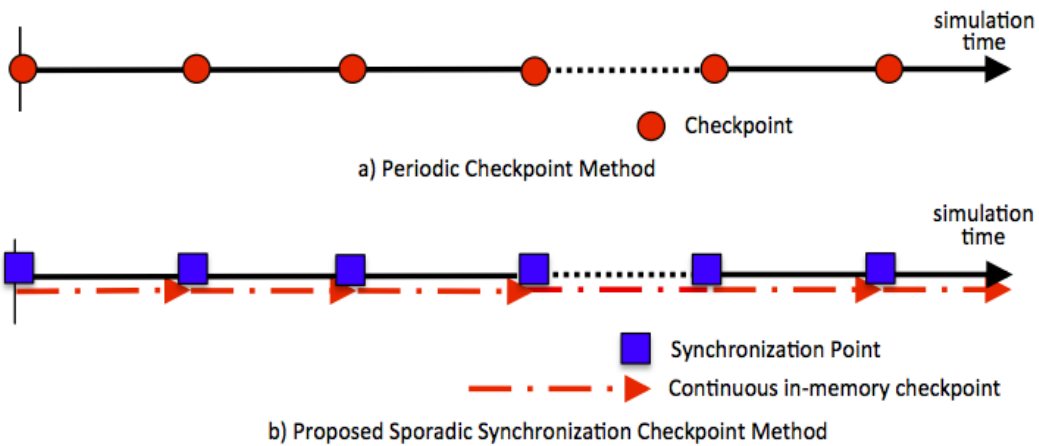 simulation
time
Checkpoint
a) Periodic Checkpoint Method
simulation
time
Synchronization Point
Continuous in-memory checkpoint
b) Proposed Sporadic Synchronization Checkpoint Method